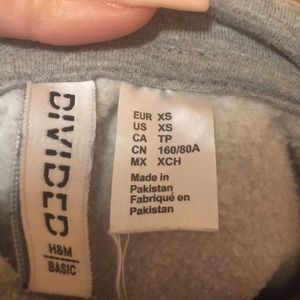 DIVIDED
H&M
BASIC
EUR XS
US XS
CA TP
CN 160/80A
MX XCH
Made in
Pakistan
Fabriqué en
Pakistan